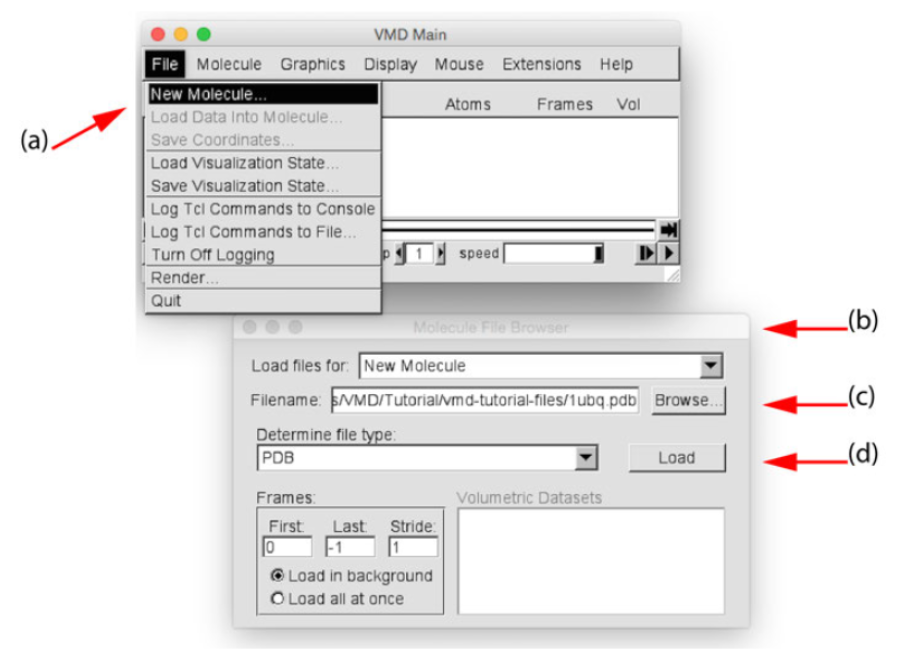 VMD Main
File Molecule Graphics Display Mouse Extensions Help
New Molecule...
Atoms Frames Vol
Load Data Into Molecule...
(a)
Save Coordinates...
Load Visualization State...
Save Visualization State...
Log Tcl Commands to Console
Log Tcl Commands to File...
Turn Off Logging
p 1 speed
Render...
Quit
Molecule File Browser
(b)
Load files for: New Molecule
Filename: s/VMD/Tutorial/vmd-tutorial-files/1ubq.pdb Browse...
(c)
Determine file type:
PDB
Load
(d)
Frames:
Volumetric Datasets
First: Last: Stride:
0 -1 1
Load in background
Load all at once